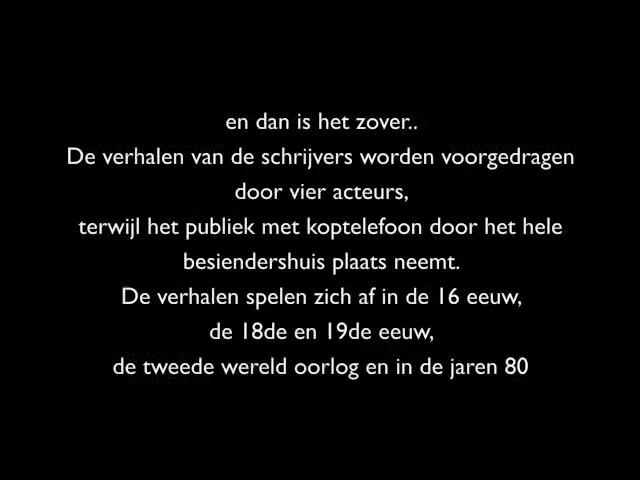 en dan is het zover..
De verhalen van de schrijvers worden voorgedragen
door vier acteurs,
terwijl het publiek met koptelefoon door het hele
besiendershuis plaats neemt.
De verhalen spelen zich af in de 16 eeuw,
de 18de en 19de eeuw,
de tweede wereld oorlog en in de jaren 80